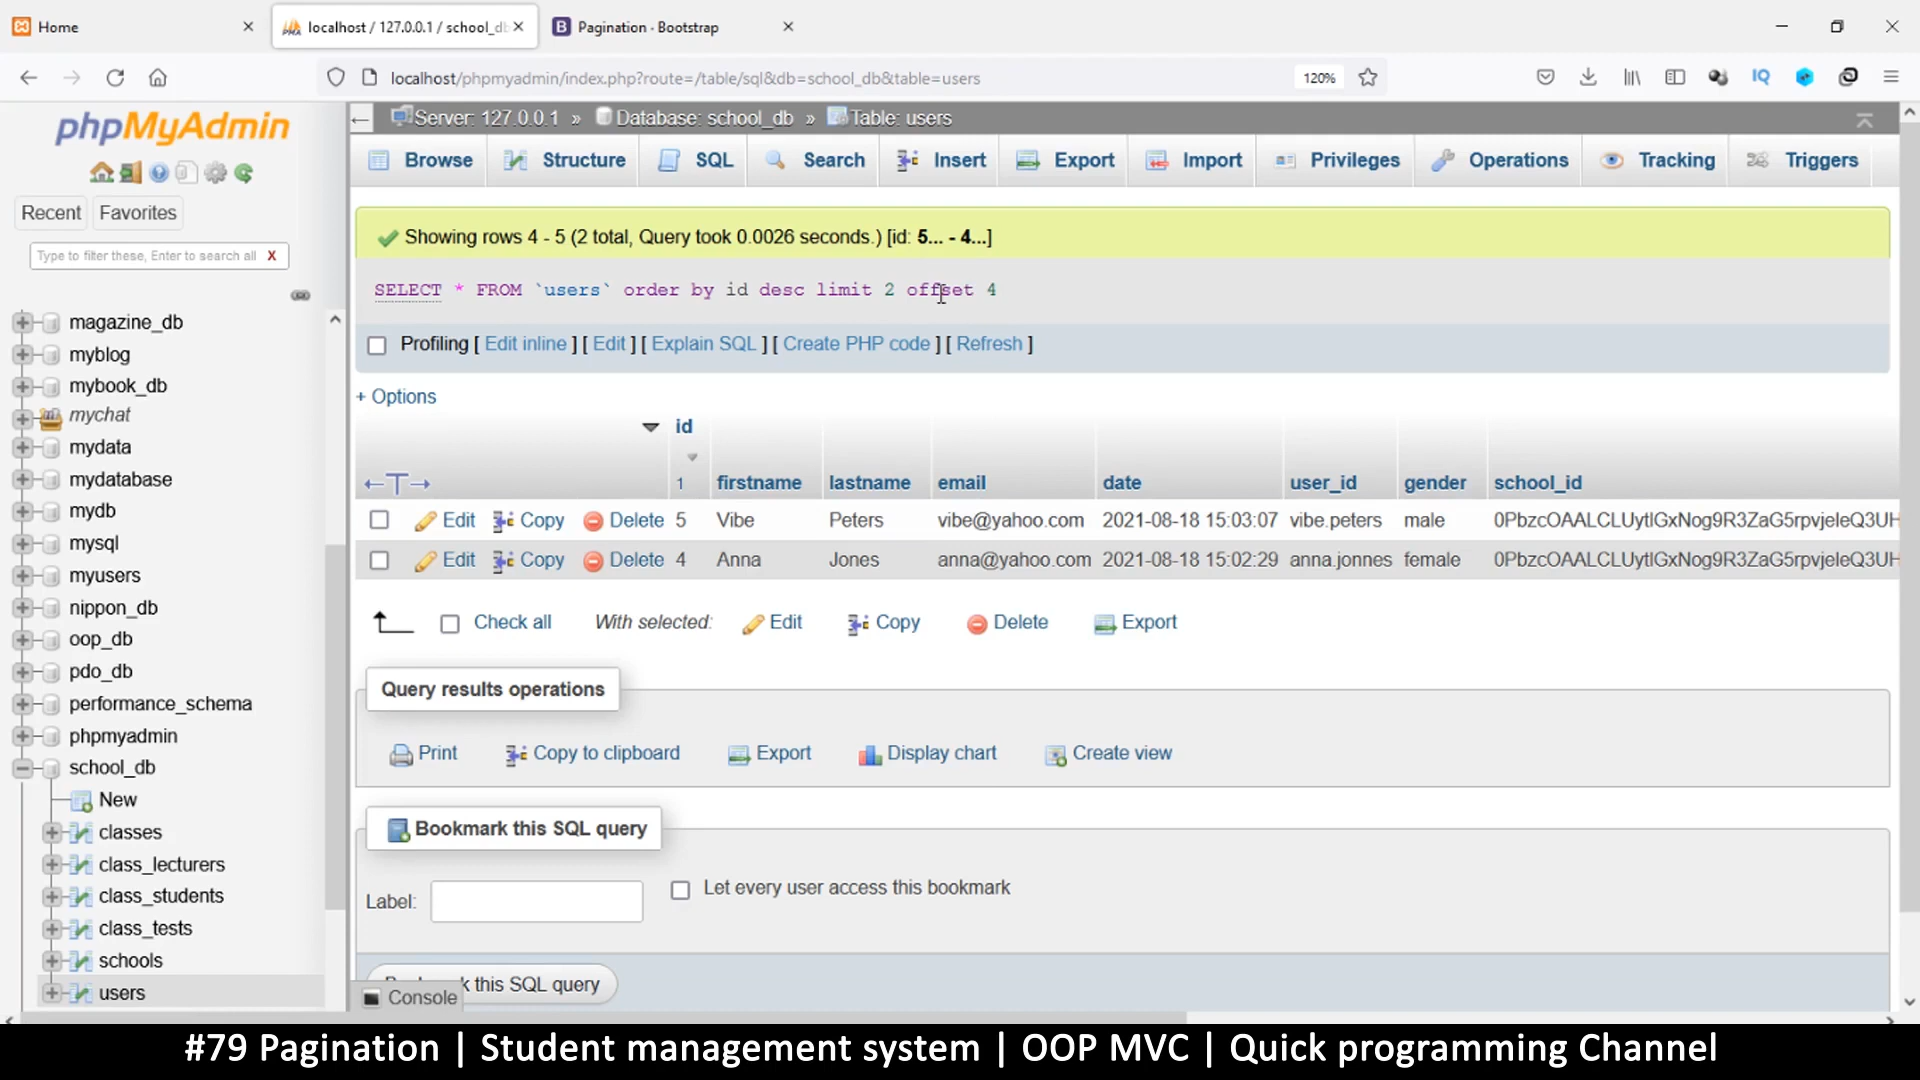 Home
localhost / 127.0.0.1 / school_db
Pagination · Bootstrap
localhost/phpmyadmin/index.php?route=/table/sql&db=school_db&table=users
120%
IQ
phpMyAdmin
Recent
Favorites
Type to filter these, Enter to search all
X
magazine_db
myblog
mybook_db
mychat
mydata
mydatabase
mydb
mysql
myusers
nippon_db
oop_db
pdo_db
performance_schema
phpmyadmin
school_db
New
classes
class_lecturers
class_students
class_tests
schools
users
Server: 127.0.0.1 » Database: school_db » Table: users
Browse
Structure
SQL
Search
Insert
Export
Import
Privileges
Operations
Tracking
Triggers
Showing rows 4 - 5 (2 total, Query took 0.0026 seconds.) [id: 5... - 4...]
SELECT * FROM `users` order by id desc limit 2 offset 4
Profiling [ Edit inline ] [ Edit ] [ Explain SQL ] [ Create PHP code ] [ Refresh ]
+ Options
←T→ id 1 firstname lastname email date user_id gender school_id
Edit Copy Delete 5 Vibe Peters vibe@yahoo.com 2021-08-18 15:03:07 vibe.peters male
Edit Copy Delete 4 Anna Jones anna@yahoo.com 2021-08-18 15:02:29 anna.jonnes female
Check all With selected: Edit Copy Delete Export
Query results operations
Print Copy to clipboard Export Display chart Create view
Bookmark this SQL query
Label:
Let every user access this bookmark
this SQL query
Console
#79 Pagination | Student management system | OOP MVC | Quick programming Channel